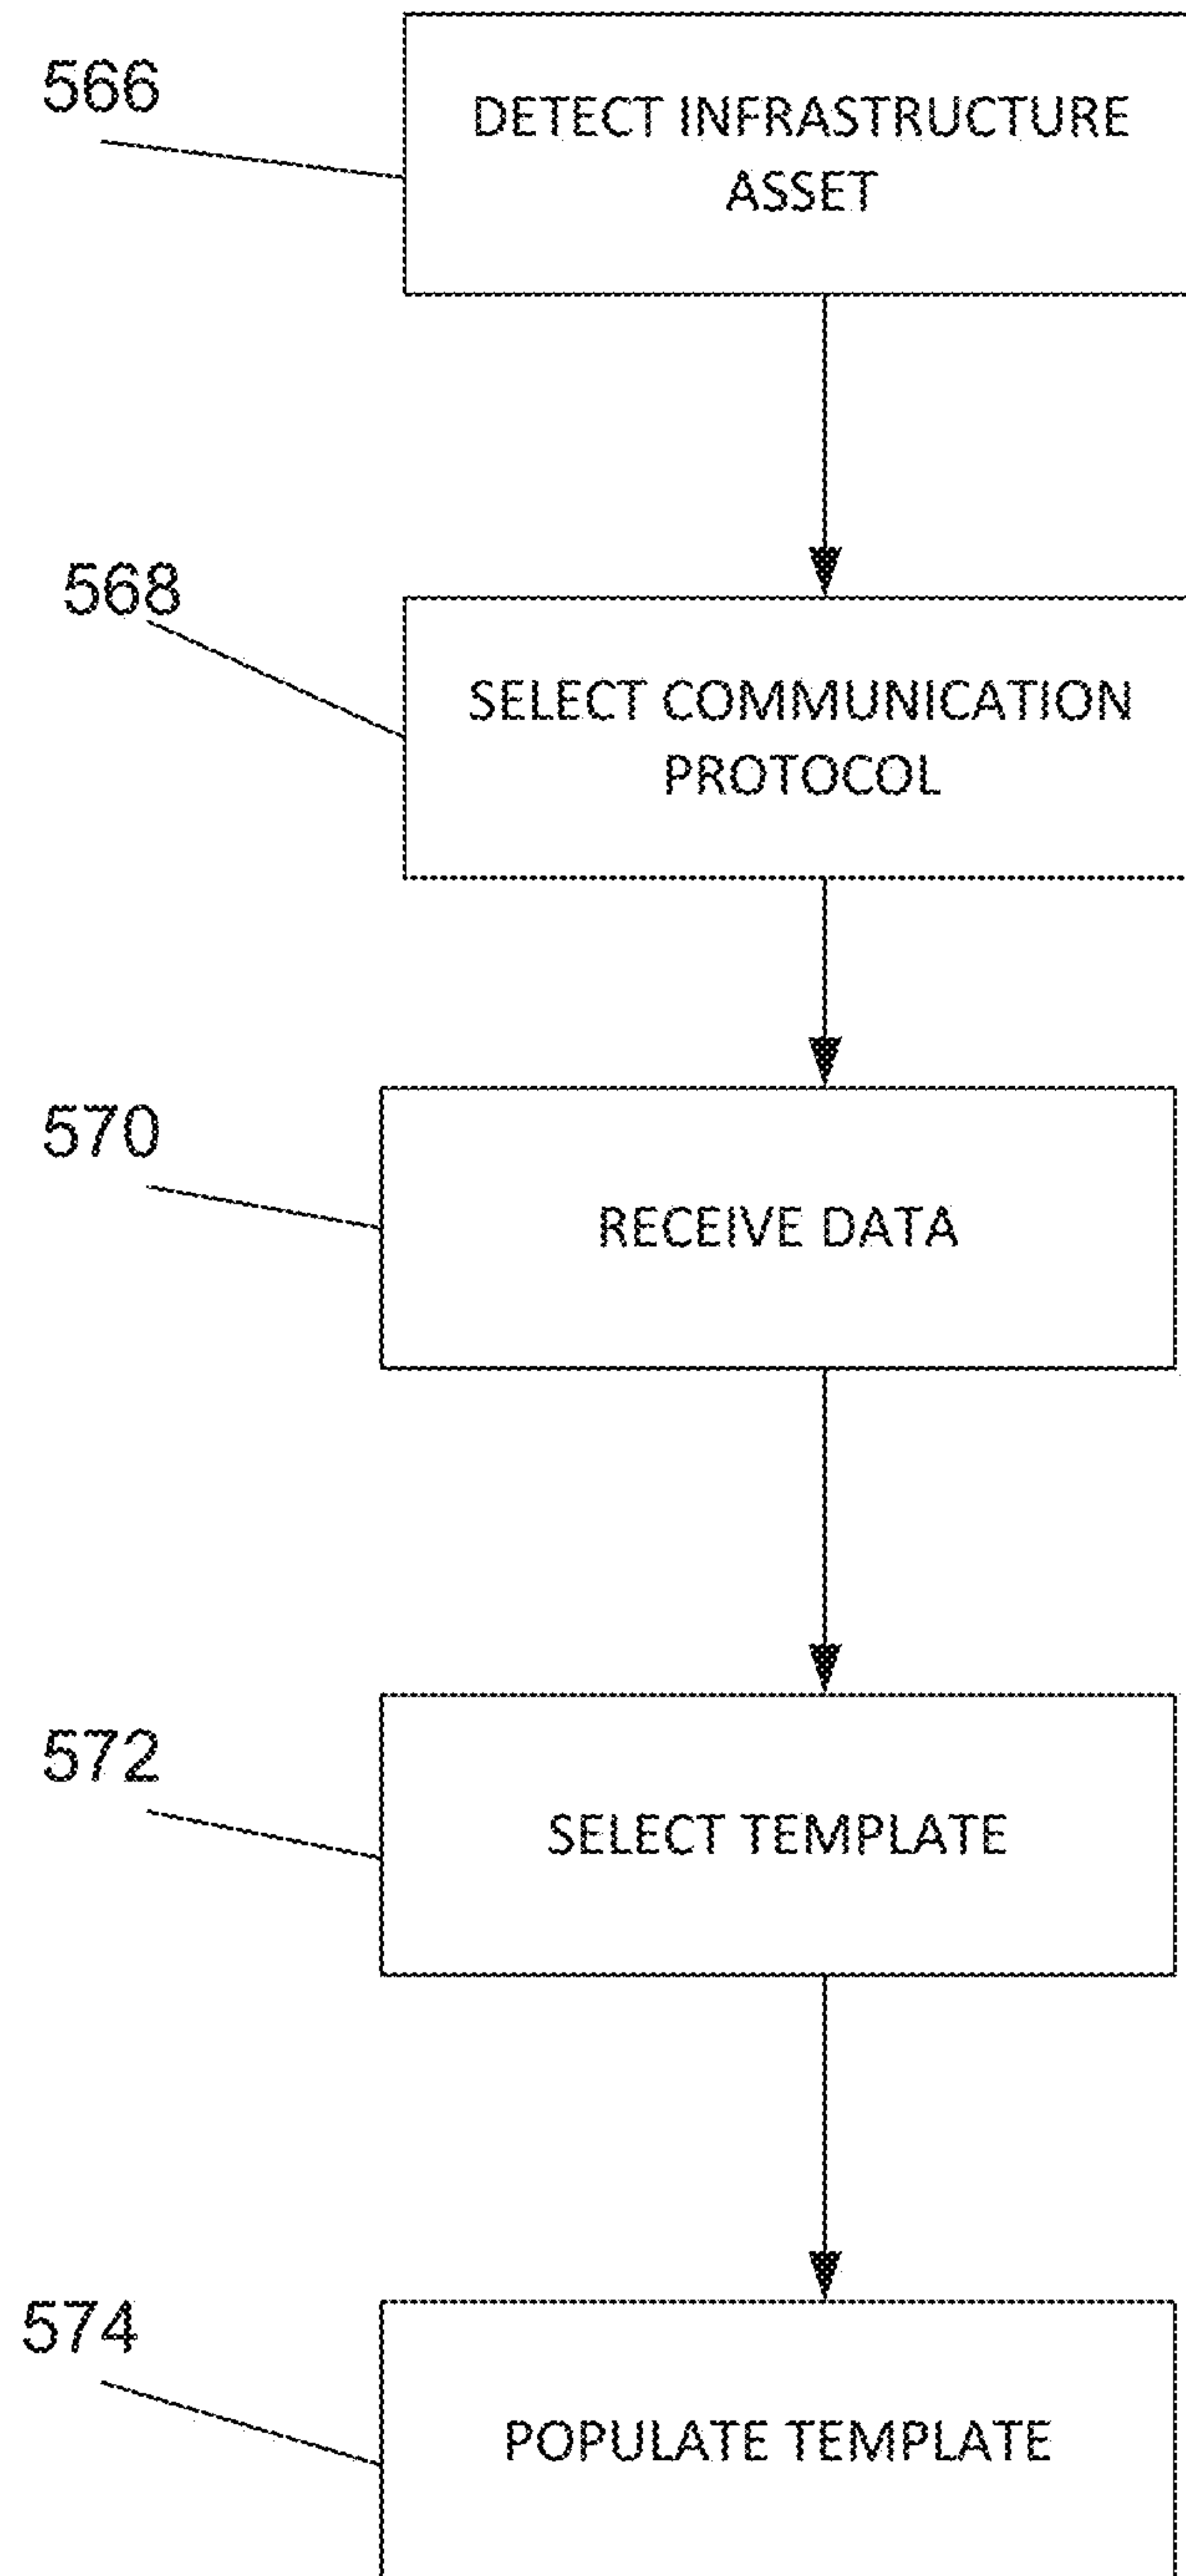 566
DETECT INFRASTRUCTURE
ASSET
568
SELECT COMMUNICATION
PROTOCOL
570
RECEIVE DATA
572
SELECT TEMPLATE
574
POPULATE TEMPLATE